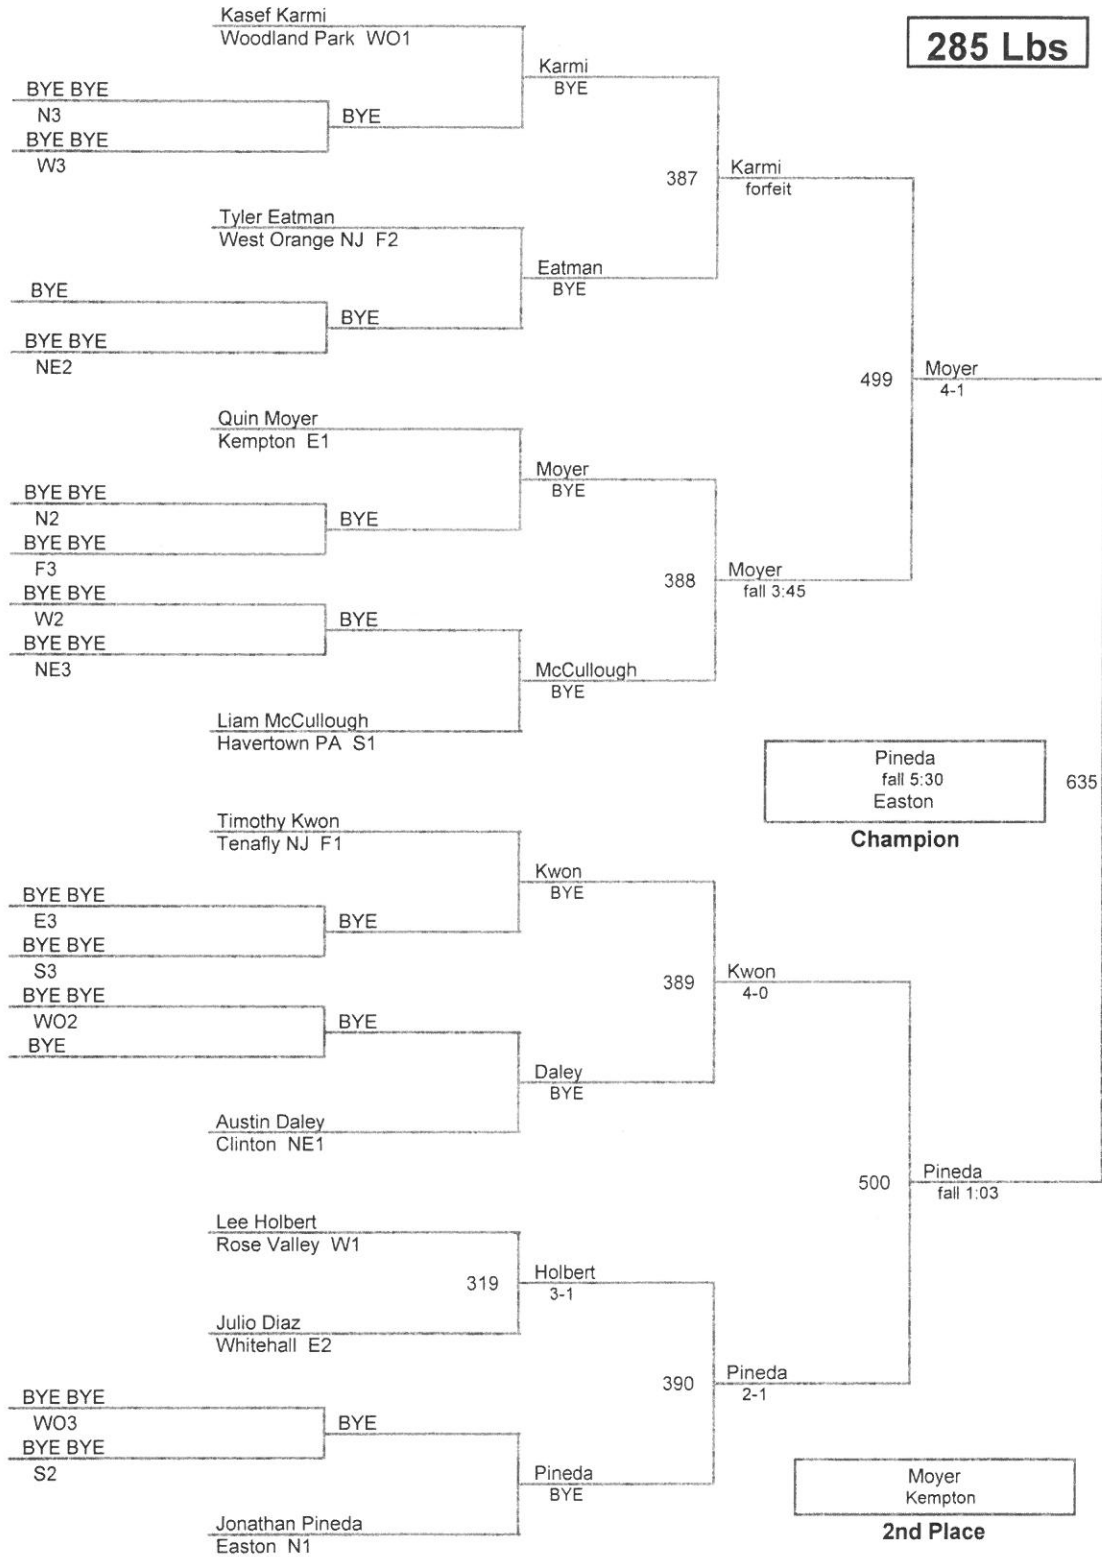 285 Lbs
Kasef Karmi
Woodland Park WO1
Karmi
BYE
BYE BYE
N3
BYE
BYE BYE
W3
387
Karmi
forfeit
Tyler Eatman
West Orange NJ F2
Eatman
BYE
BYE
BYE
BYE BYE
NE2
499
Moyer
4-1
Quin Moyer
Kempton E1
Moyer
BYE
BYE BYE
N2
BYE
BYE BYE
F3
388
Moyer
fall 3:45
BYE BYE
W2
BYE
BYE BYE
NE3
McCullough
BYE
Liam McCullough
Havertown PA S1
Pineda
fall 5:30
Easton
Champion
635
Timothy Kwon
Tenafly NJ F1
Kwon
BYE
BYE BYE
E3
BYE
BYE BYE
S3
389
Kwon
4-0
BYE BYE
WO2
BYE
BYE
Daley
BYE
Austin Daley
Clinton NE1
500
Pineda
fall 1:03
Lee Holbert
Rose Valley W1
319
Holbert
3-1
Julio Diaz
Whitehall E2
390
Pineda
2-1
BYE BYE
WO3
BYE
BYE BYE
S2
Pineda
BYE
Jonathan Pineda
Easton N1
Moyer
Kempton
2nd Place